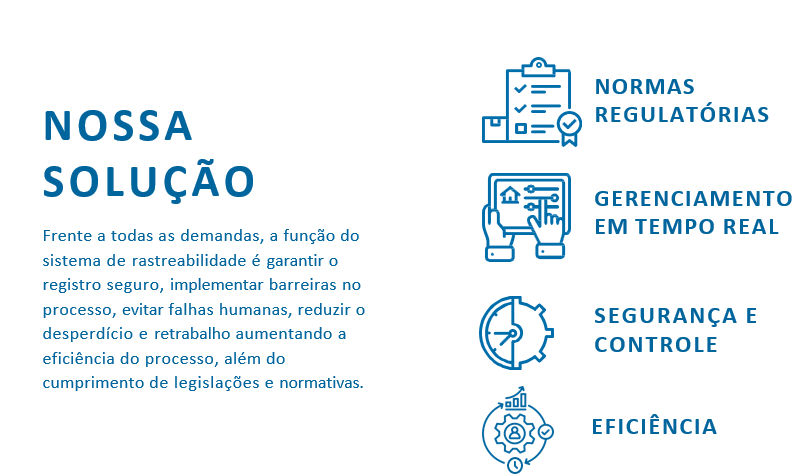 NOSSA
SOLUÇÃO
Frente a todas as demandas, a função do
sistema de rastreabilidade é garantir o
registro seguro, implementar barreiras no
processo, evitar falhas humanas, reduzir o
desperdício e retrabalho aumentando a
eficiência do processo, além do
cumprimento de legislações e normativas.
NORMAS
REGULATÓRIAS
GERENCIAMENTO
EM TEMPO REAL
SEGURANÇA E
CONTROLE
EFICIÊNCIA